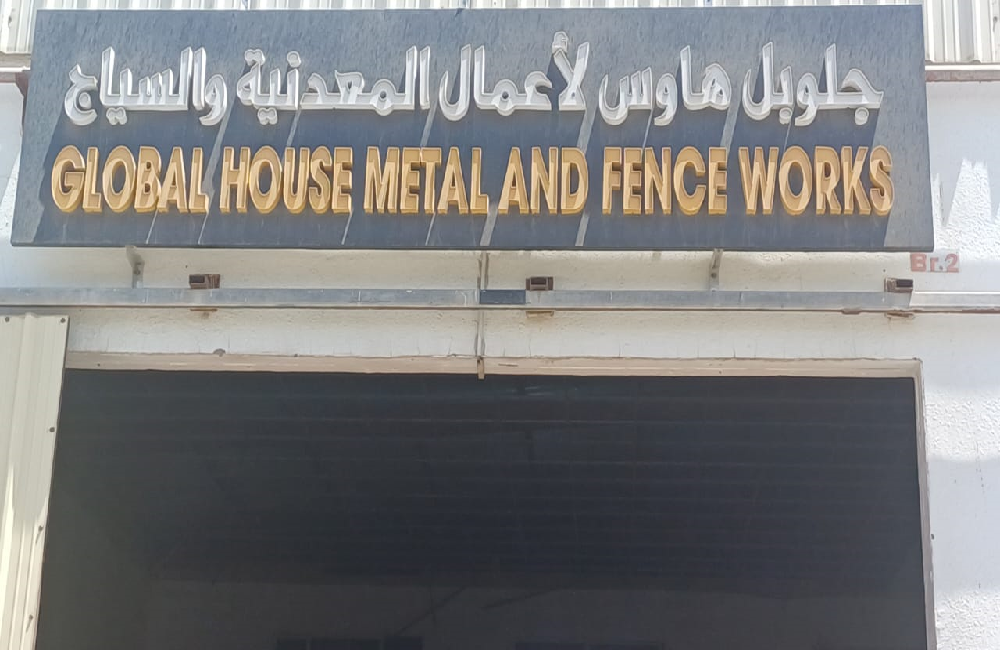 جلوبل هاوس لأعمال المعدنية والسياج
GLOBAL HOUSE METAL AND FENCE WORKS
Br.2